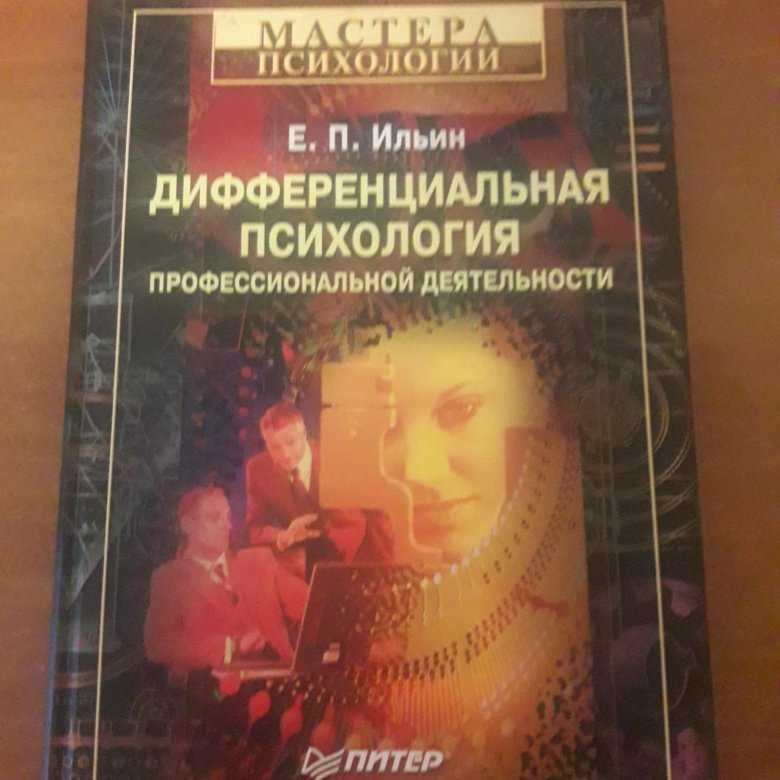 МАСТЕРА
ПСИХОЛОГИИ
Е. П. Ильин
ДИФФЕРЕНЦИАЛЬНАЯ
ПСИХОЛОГИЯ
ПРОФЕССИОНАЛЬНОЙ ДЕЯТЕЛЬНОСТИ
ПИТЕР